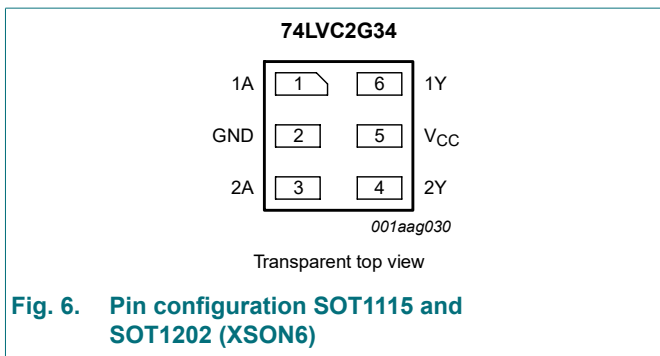 74LVC2G34
1A 1 6 1Y
GND 2 5 VCC
2A 3 4 2Y
001aag030
Transparent top view
Fig. 6. Pin configuration SOT1115 and
SOT1202 (XSON6)